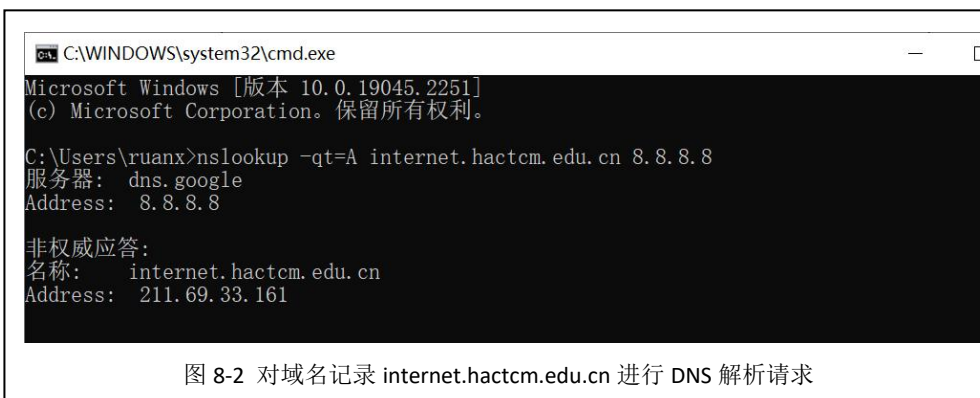 C:\WINDOWS\system32\cmd.exe
Microsoft Windows [版本 10.0.19045.2251]
(c) Microsoft Corporation。保留所有权利。
C:\Users\ruanx>nslookup -qt=A internet.hactcm.edu.cn 8.8.8.8
服务器: dns.google
Address: 8.8.8.8
非权威应答:
名称: internet.hactcm.edu.cn
Address: 211.69.33.161
图 8-2 对域名记录 internet.hactcm.edu.cn 进行 DNS 解析请求